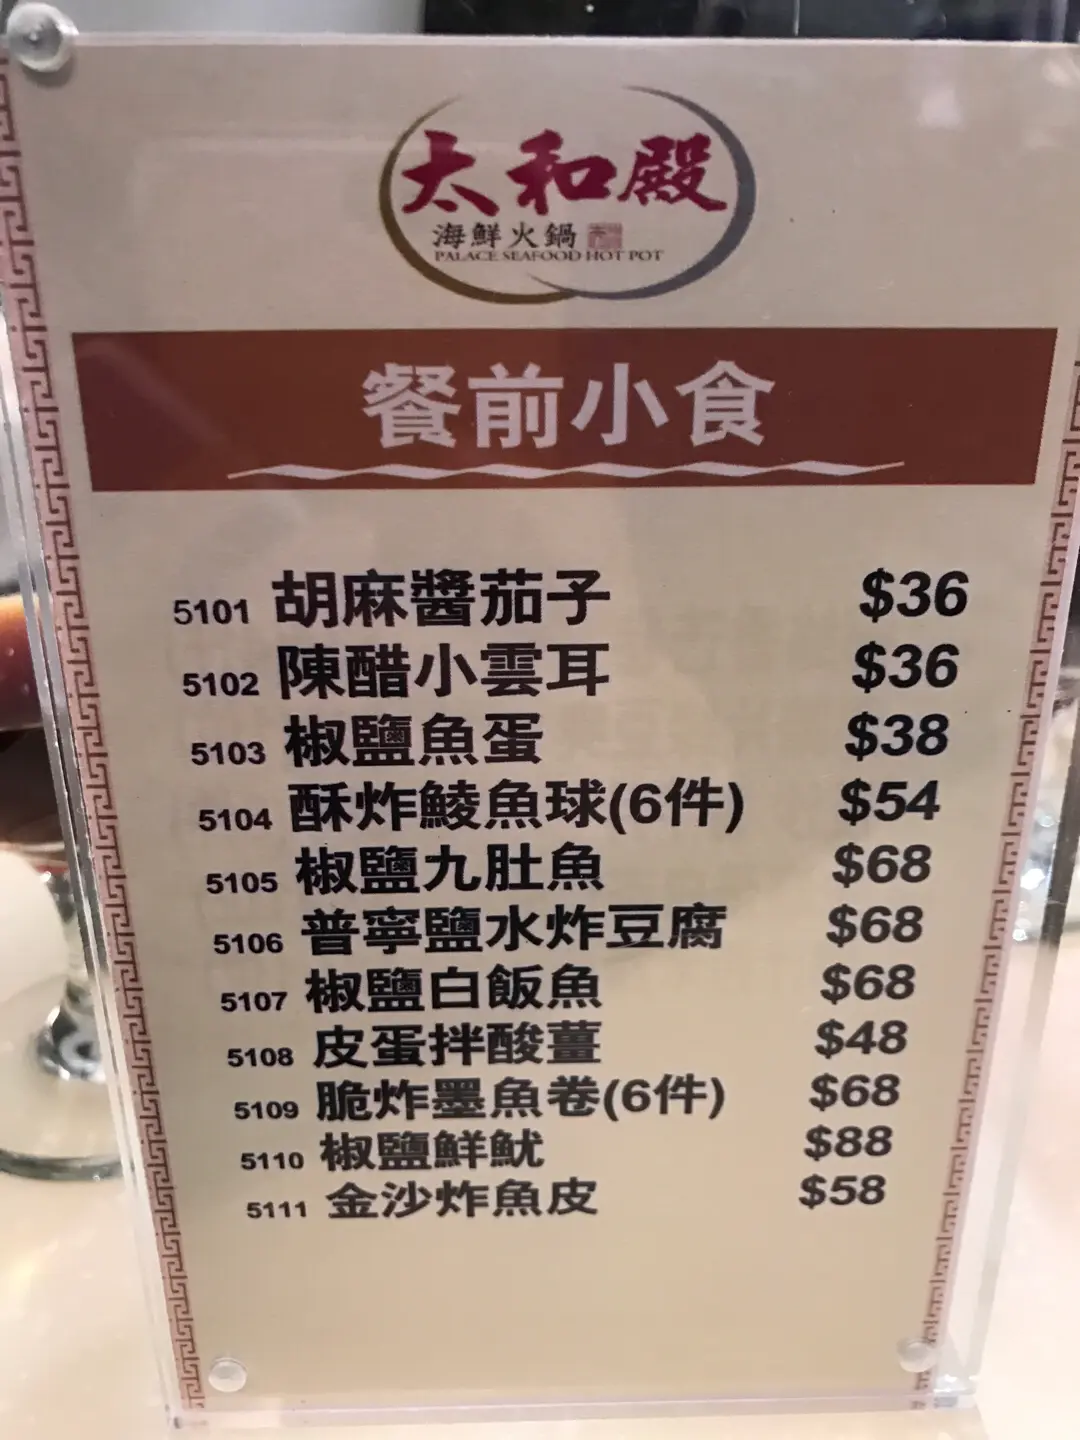 太和殿
海鮮火鍋
PALACE SEAFOOD HOT POT
餐前小食
5101 胡麻醬茄子 $36
5102 陳醋小雲耳 $36
5103 椒鹽魚蛋 $38
5104 酥炸鯪魚球(6件) $54
5105 椒鹽九肚魚 $68
5106 普寧鹽水炸豆腐 $68
5107 椒鹽白飯魚 $68
5108 皮蛋拌酸薑 $48
5109 脆炸墨魚卷(6件) $68
5110 椒鹽鮮魷 $88
5111 金沙炸魚皮 $58